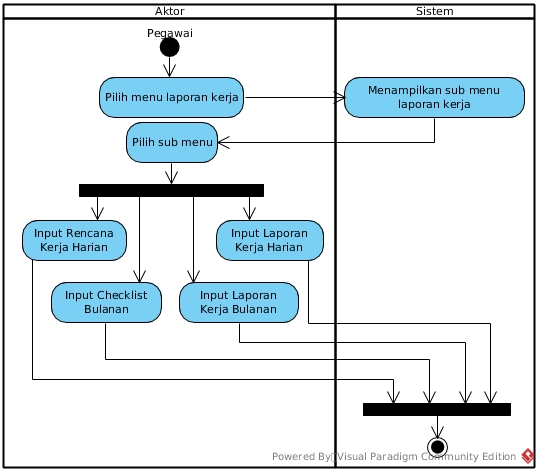 Aktor
Sistem
Pegawai
Pilih menu laporan kerja
Menampilkan sub menu
laporan kerja
Pilih sub menu
Input Rencana
Kerja Harian
Input Laporan
Kerja Harian
Input Checklist
Bulanan
Input Laporan
Kerja Bulanan
Powered By Visual Paradigm Community Edition